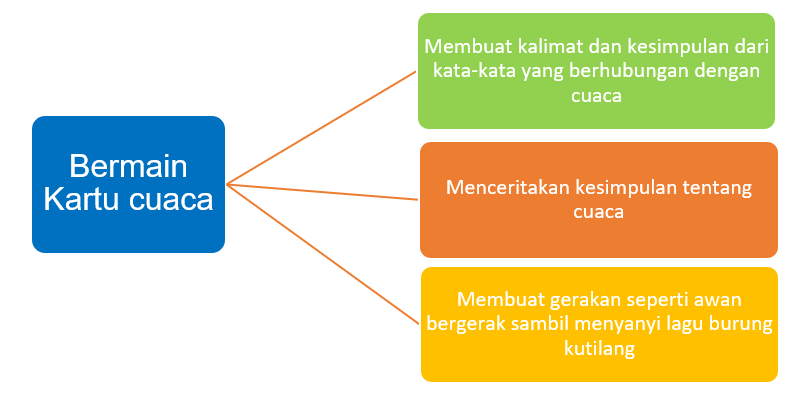 Bermain
Kartu cuaca
Membuat kalimat dan kesimpulan dari
kata-kata yang berhubungan dengan
cuaca
Menceritakan kesimpulan tentang
cuaca
Membuat gerakan seperti awan
bergerak sambil menyanyi lagu burung
kutilang